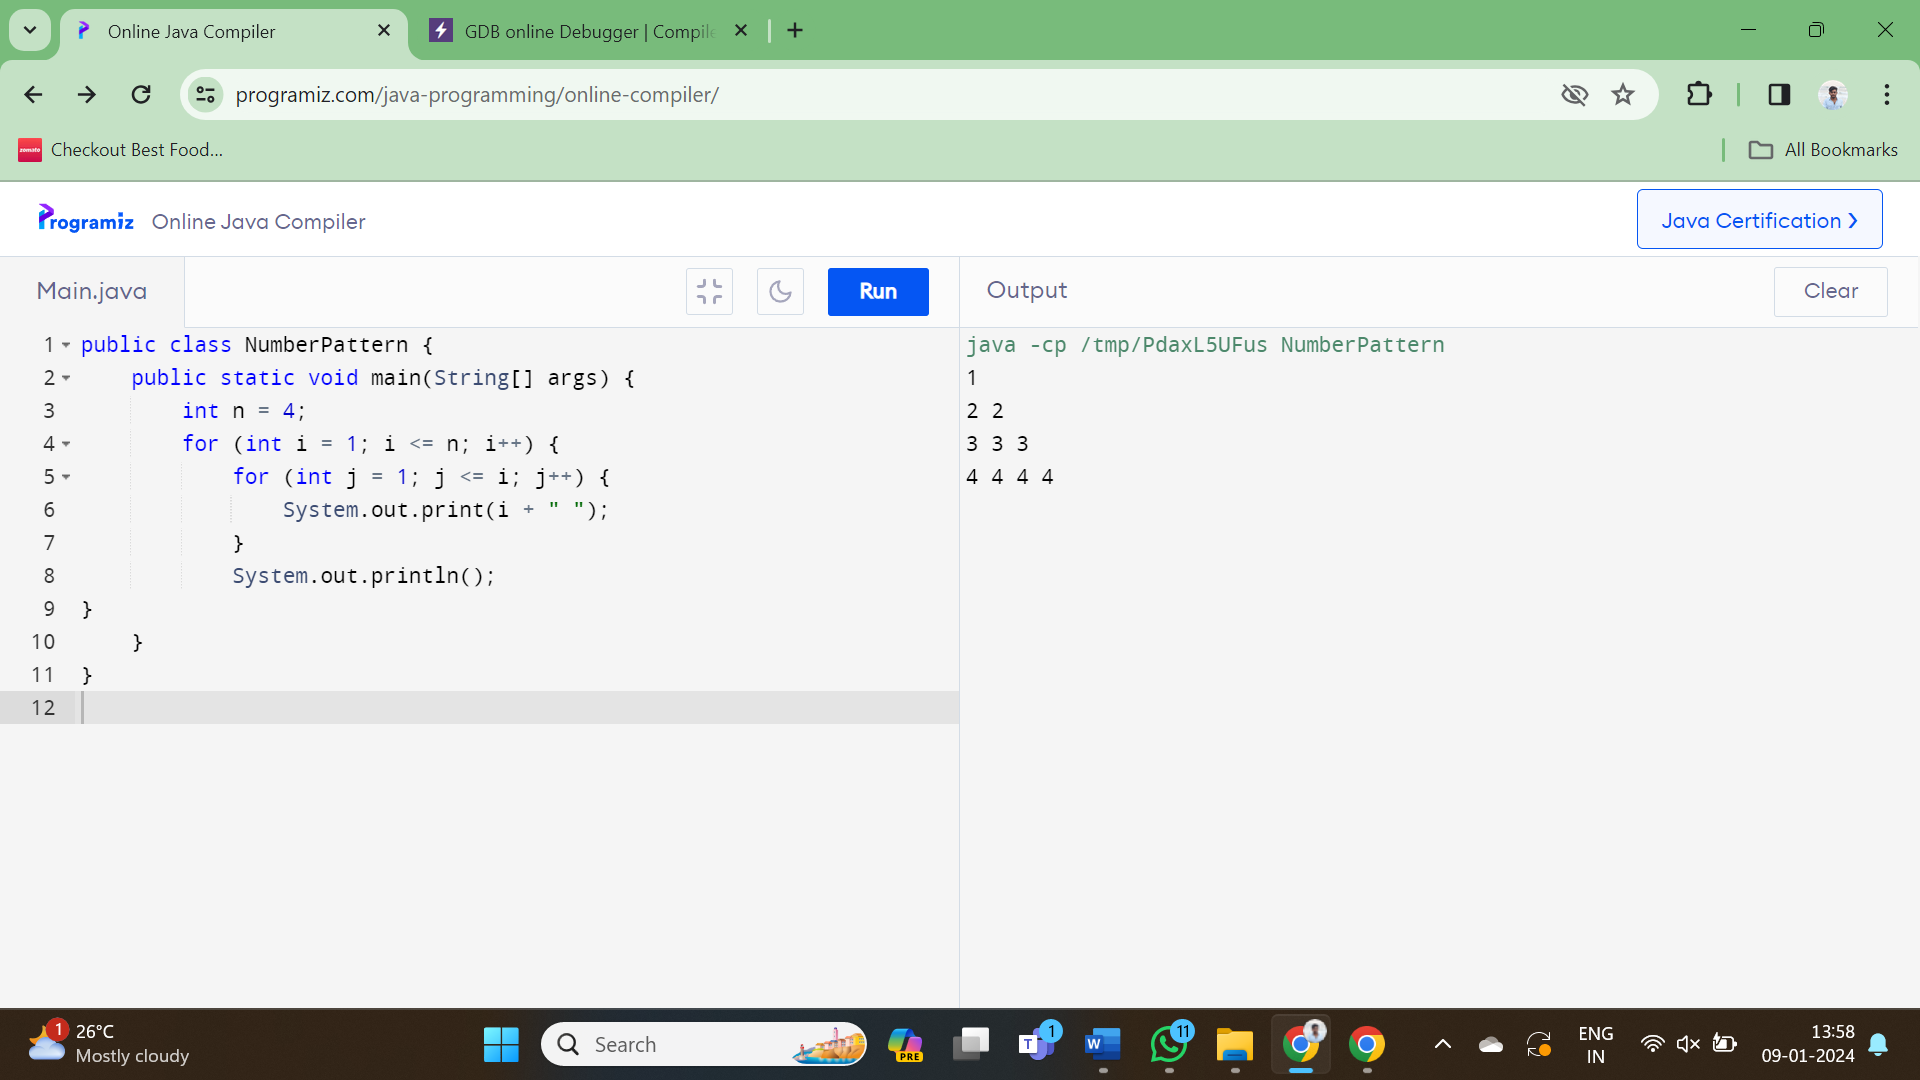 Online Java Compiler
GDB online Debugger | Compile
programiz.com/java-programming/online-compiler/
zomato
Checkout Best Food...
All Bookmarks
Programiz
Online Java Compiler
Java Certification ❯
Main.java
Run
Output
Clear
1 public class NumberPattern {
2     public static void main(String[] args) {
3         int n = 4;
4         for (int i = 1; i <= n; i++) {
5             for (int j = 1; j <= i; j++) {
6                 System.out.print(i + " ");
7             }
8             System.out.println();
9 }
10     }
11 }
12
java -cp /tmp/PdaxL5UFus NumberPattern
1
2 2
3 3 3
4 4 4 4
1
26°C
Mostly cloudy
Search
PRE
T
1
W
11
ENG
IN
13:58
09-01-2024